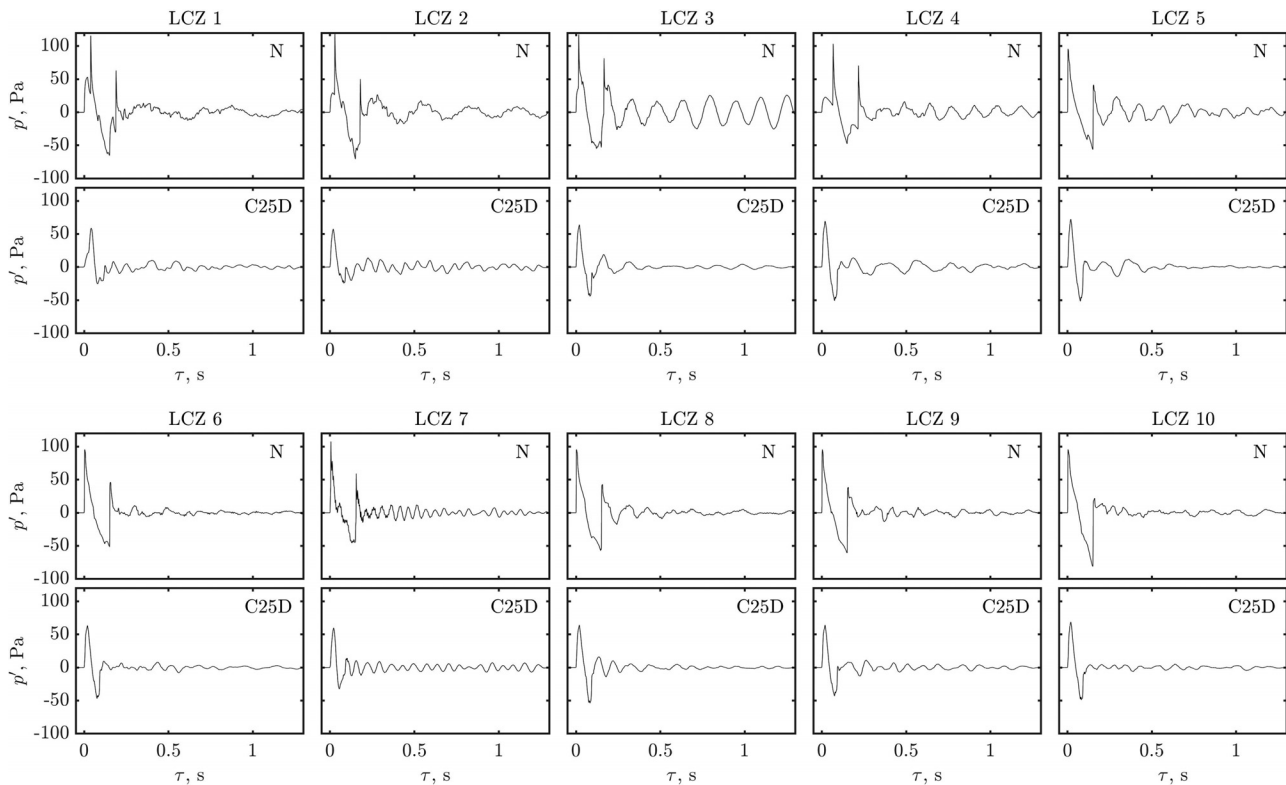 LCZ 1 LCZ 2 LCZ 3 LCZ 4 LCZ 5
100 N N N N N
50
0
-50
-100
p′, Pa
100 C25D C25D C25D C25D C25D
50
0
-50
-100
p′, Pa
0 0.5 1 0 0.5 1 0 0.5 1 0 0.5 1 0 0.5 1
τ, s τ, s τ, s τ, s τ, s
LCZ 6 LCZ 7 LCZ 8 LCZ 9 LCZ 10
100 N N N N N
50
0
-50
-100
p′, Pa
100 C25D C25D C25D C25D C25D
50
0
-50
-100
p′, Pa
0 0.5 1 0 0.5 1 0 0.5 1 0 0.5 1 0 0.5 1
τ, s τ, s τ, s τ, s τ, s